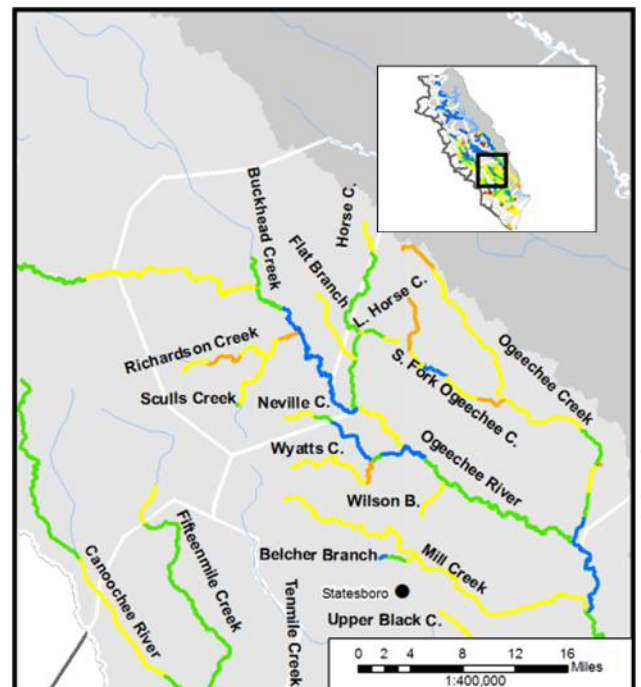 Buckhead Creek
Horse C.
Flat Branch
L. Horse C.
Richardson Creek
Ogeechee Creek
S. Fork Ogeechee C.
Sculls Creek
Neville C.
Ogeechee River
Wyatts C.
Wilson B.
Fifteenmile Creek
Canoochee River
Belcher Branch
Mill Creek
Tenmile Creek
Statesboro
Upper Black C.
0 2 4 8 12 16
Miles
1:400,000